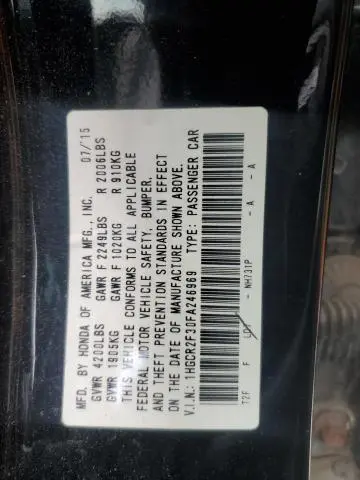 MFD. BY HONDA OF AMERICA MFG., INC. 07/'15
GVWR 4200LBS GAWR F 2249LBS R 2006LBS
GVWR 1905KG GAWR F 1020KG R 910KG
THIS VEHICLE CONFORMS TO ALL APPLICABLE
FEDERAL MOTOR VEHICLE SAFETY, BUMPER,
AND THEFT PREVENTION STANDARDS IN EFFECT
ON THE DATE OF MANUFACTURE SHOWN ABOVE.
V.I.N.: 1HGCR2F30FA246969 TYPE: PASSENGER CAR
T2F F NH731P - A - A